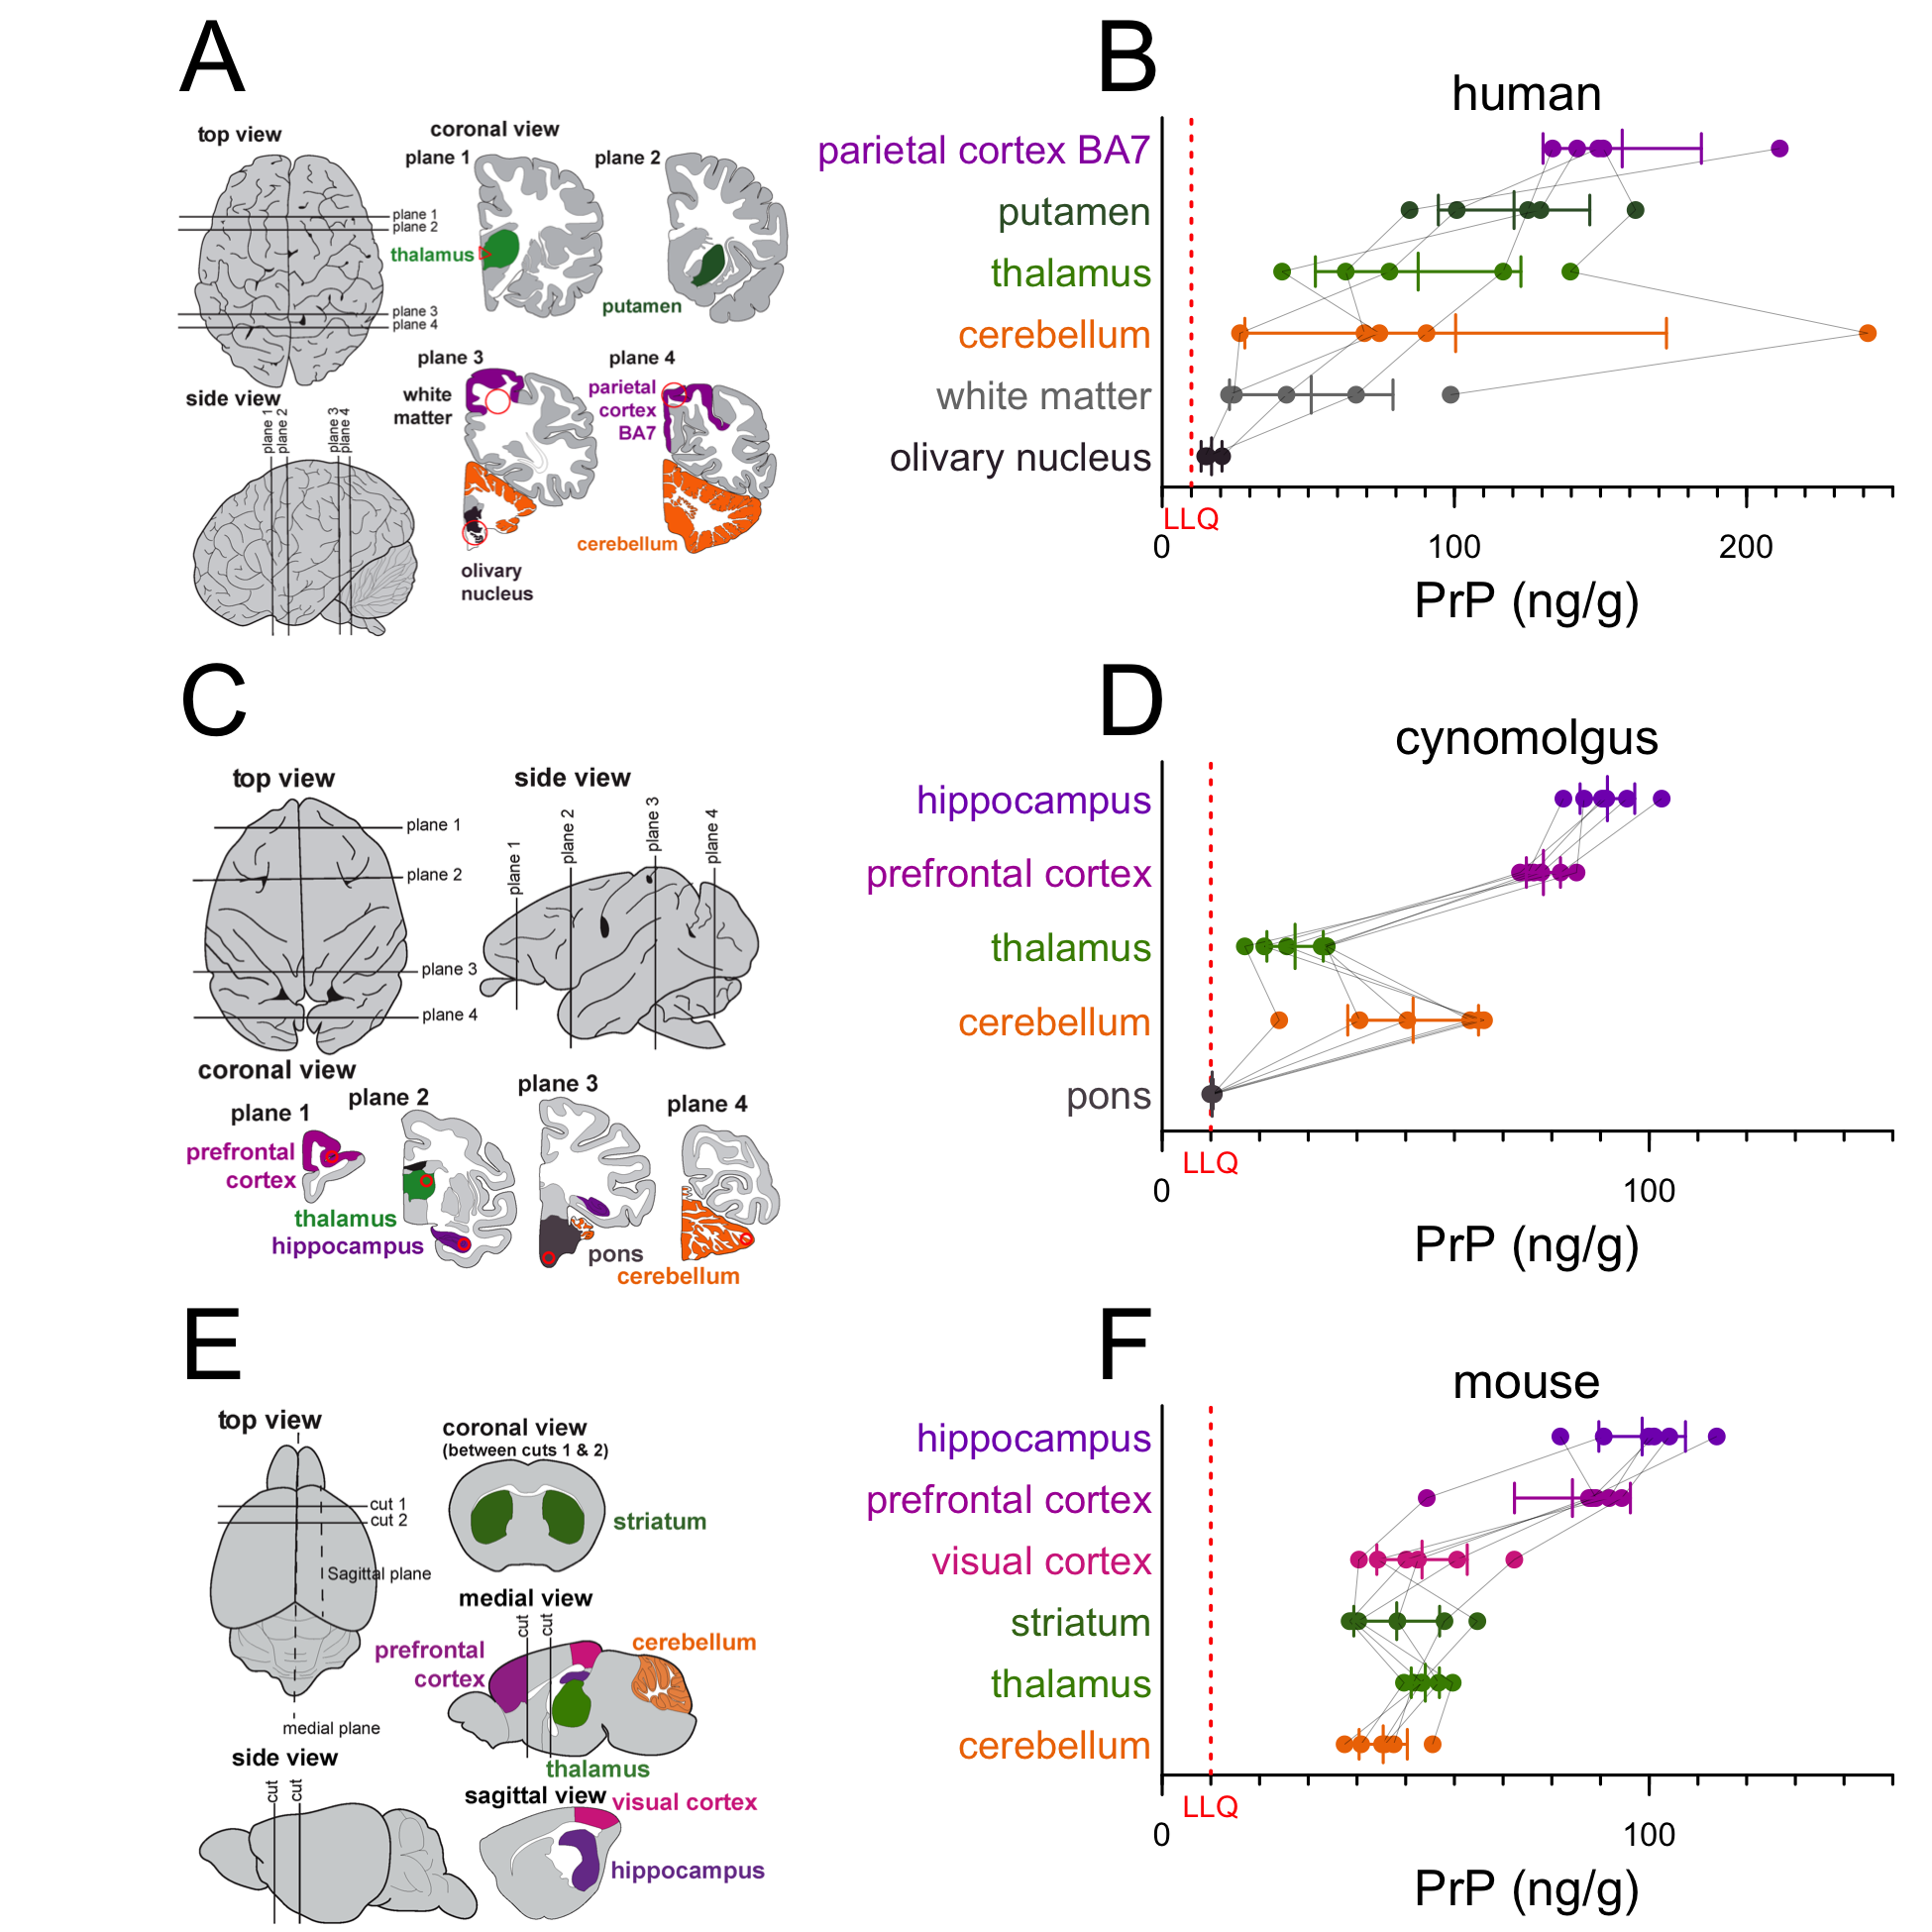 A
top view
coronal view
plane 1
plane 2
plane 1
plane 2
thalamus
putamen
plane 3
plane 4
plane 3
plane 4
white
matter
parietal
cortex
BA7
side view
plane 1
plane 2
plane 3
plane 4
cerebellum
olivary
nucleus
B
human
parietal cortex BA7
putamen
thalamus
cerebellum
white matter
olivary nucleus
LLQ
0
100
200
PrP (ng/g)
C
top view
side view
plane 1
plane 2
plane 3
plane 4
plane 1
plane 2
plane 3
plane 4
coronal view
plane 1
plane 2
plane 3
plane 4
prefrontal
cortex
thalamus
hippocampus
pons
cerebellum
D
cynomolgus
hippocampus
prefrontal cortex
thalamus
cerebellum
pons
LLQ
0
100
PrP (ng/g)
E
top view
coronal view
(between cuts 1 & 2)
cut 1
cut 2
striatum
Sagittal plane
medial view
cut
cut
prefrontal
cortex
cerebellum
medial plane
thalamus
side view
cut
cut
sagittal view
visual cortex
hippocampus
F
mouse
hippocampus
prefrontal cortex
visual cortex
striatum
thalamus
cerebellum
LLQ
0
100
PrP (ng/g)